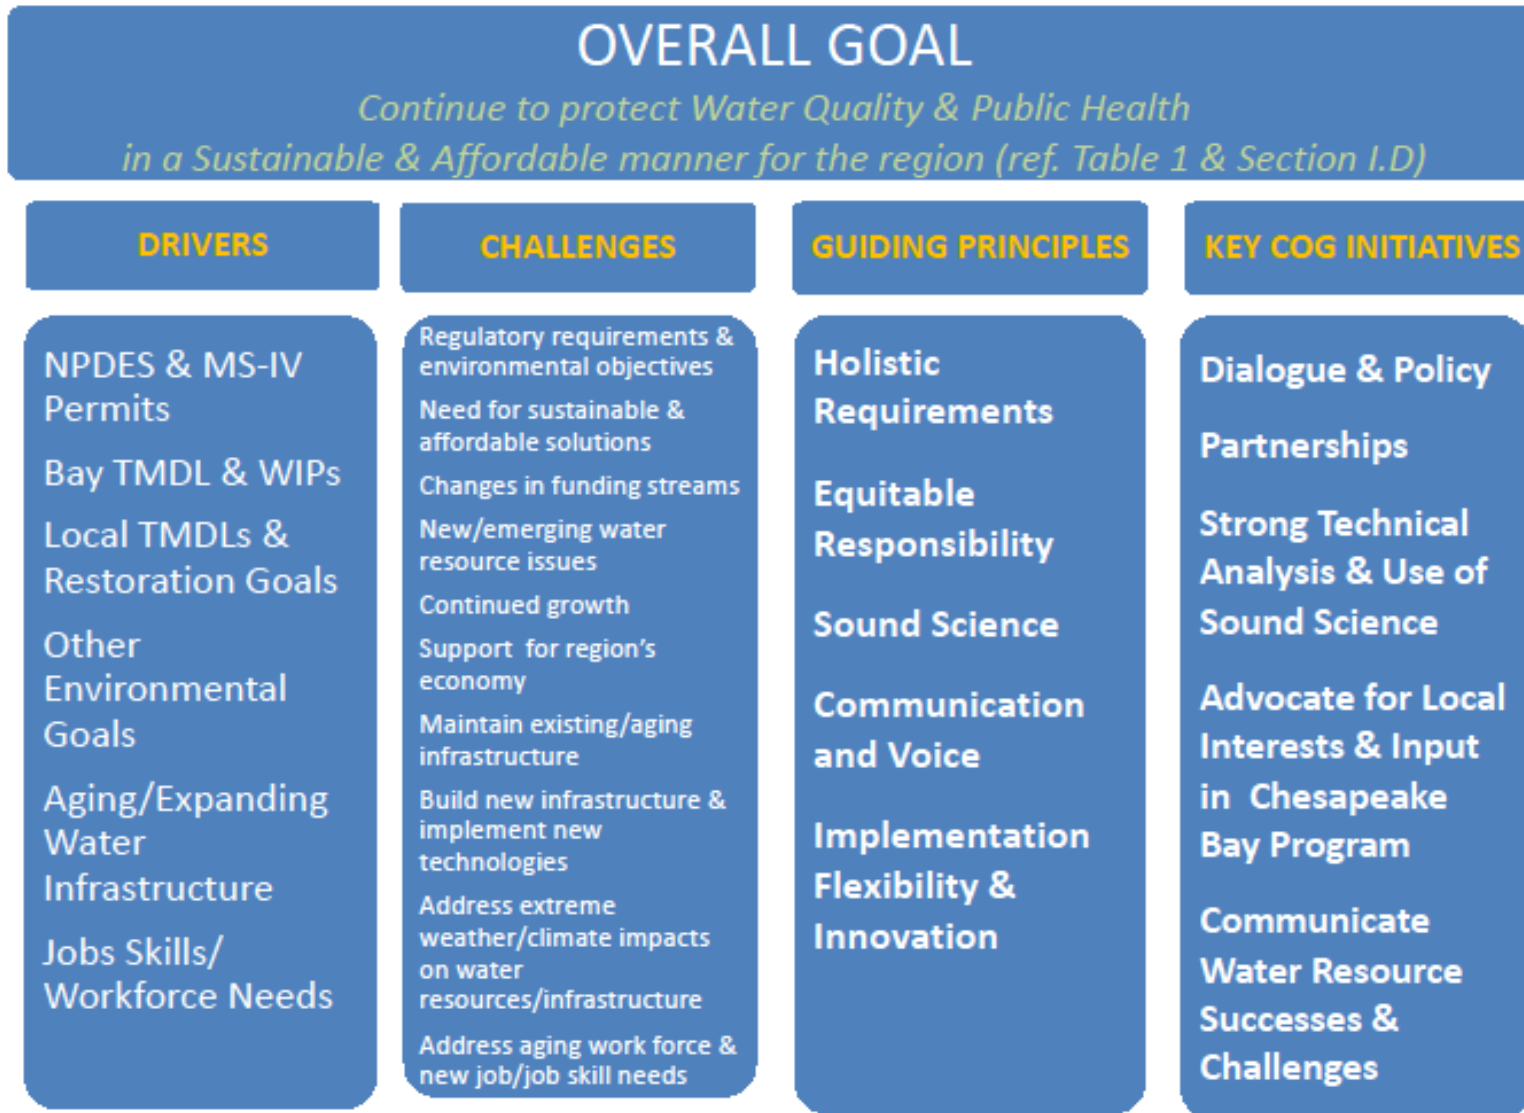 OVERALL GOAL
Continue to protect Water Quality & Public Health
in a Sustainable & Affordable manner for the region (ref. Table 1 & Section I.D)
DRIVERS
NPDES & MS-IV
Permits
Bay TMDL & WIPs
Local TMDLs &
Restoration Goals
Other
Environmental
Goals
Aging/Expanding
Water
Infrastructure
Jobs Skills/
Workforce Needs
CHALLENGES
Regulatory requirements &
environmental objectives
Need for sustainable &
affordable solutions
Changes in funding streams
New/emerging water
resource issues
Continued growth
Support for region's
economy
Maintain existing/aging
infrastructure
Build new infrastructure &
implement new
technologies
Address extreme
weather/climate impacts
on water
resources/infrastructure
Address aging work force &
new job/job skill needs
GUIDING PRINCIPLES
Holistic
Requirements
Equitable
Responsibility
Sound Science
Communication
and Voice
Implementation
Flexibility &
Innovation
KEY COG INITIATIVES
Dialogue & Policy
Partnerships
Strong Technical
Analysis & Use of
Sound Science
Advocate for Local
Interests & Input
in Chesapeake
Bay Program
Communicate
Water Resource
Successes &
Challenges